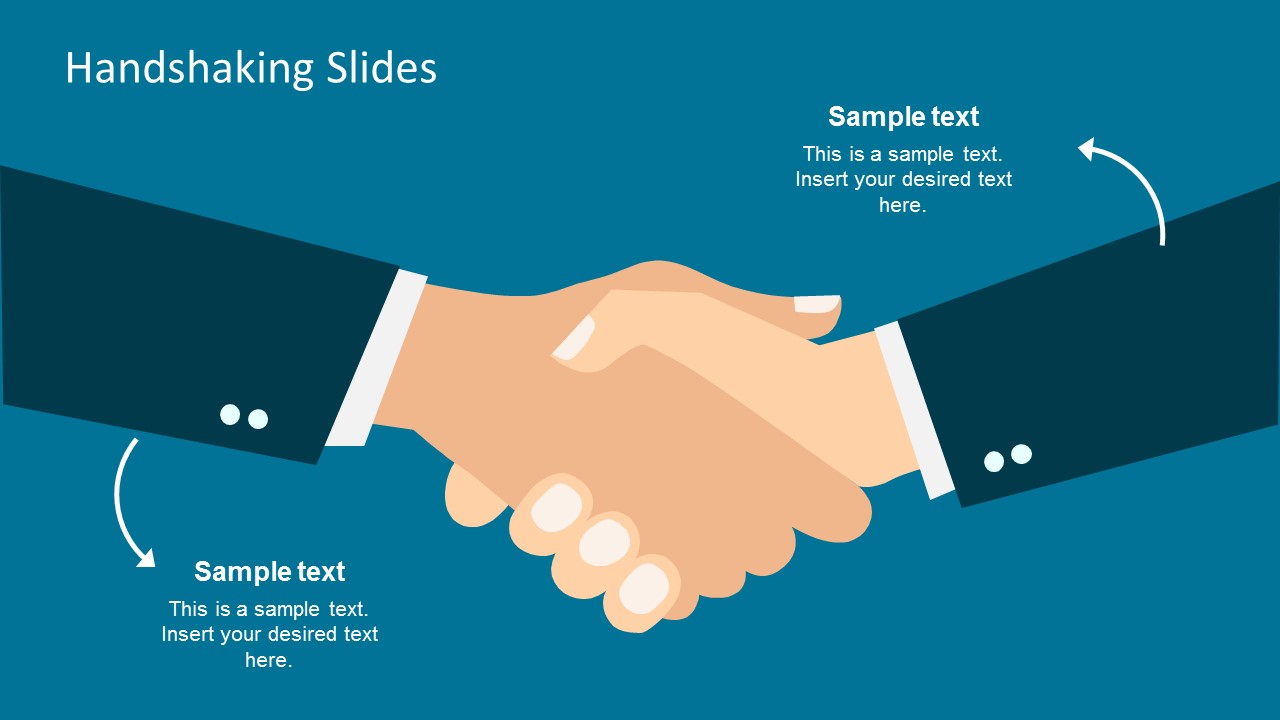 Handshaking Slides
Sample text
This is a sample text.
Insert your desired text
here.
Sample text
This is a sample text.
Insert your desired text
here.